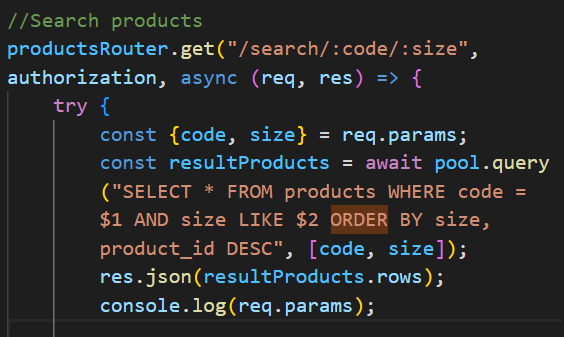 //Search products
productsRouter.get("/search/:code/:size",
authorization, async (req, res) => {
try {
const {code, size} = req.params;
const resultProducts = await pool.query
("SELECT * FROM products WHERE code =
$1 AND size LIKE $2 ORDER BY size,
product_id DESC", [code, size]);
res.json(resultProducts.rows);
console.log(req.params);